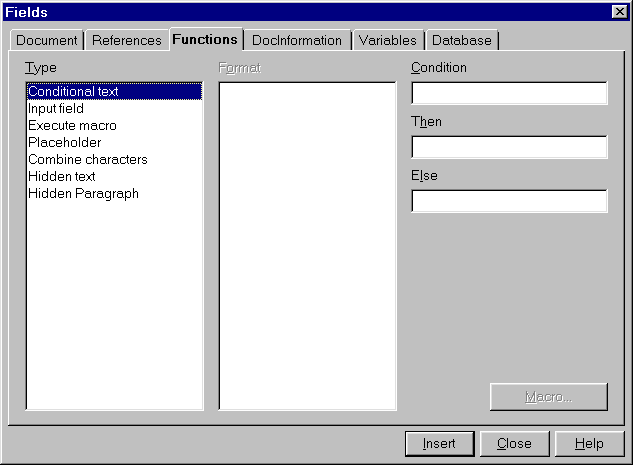 Fields
Document References Functions DocInformation Variables Database
Type Format Condition
Conditional text
Input field
Execute macro
Placeholder
Combine characters
Hidden text
Hidden Paragraph
Then
Else
Macro...
Insert Close Help